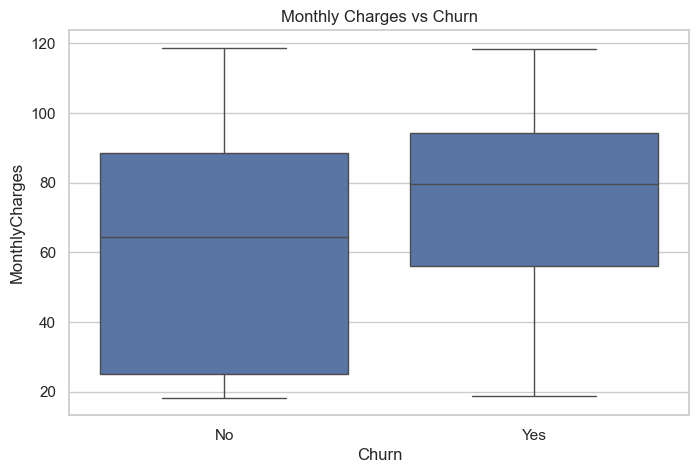 Monthly Charges vs Churn
120
100
80
60
40
20
MonthlyCharges
No
Yes
Churn